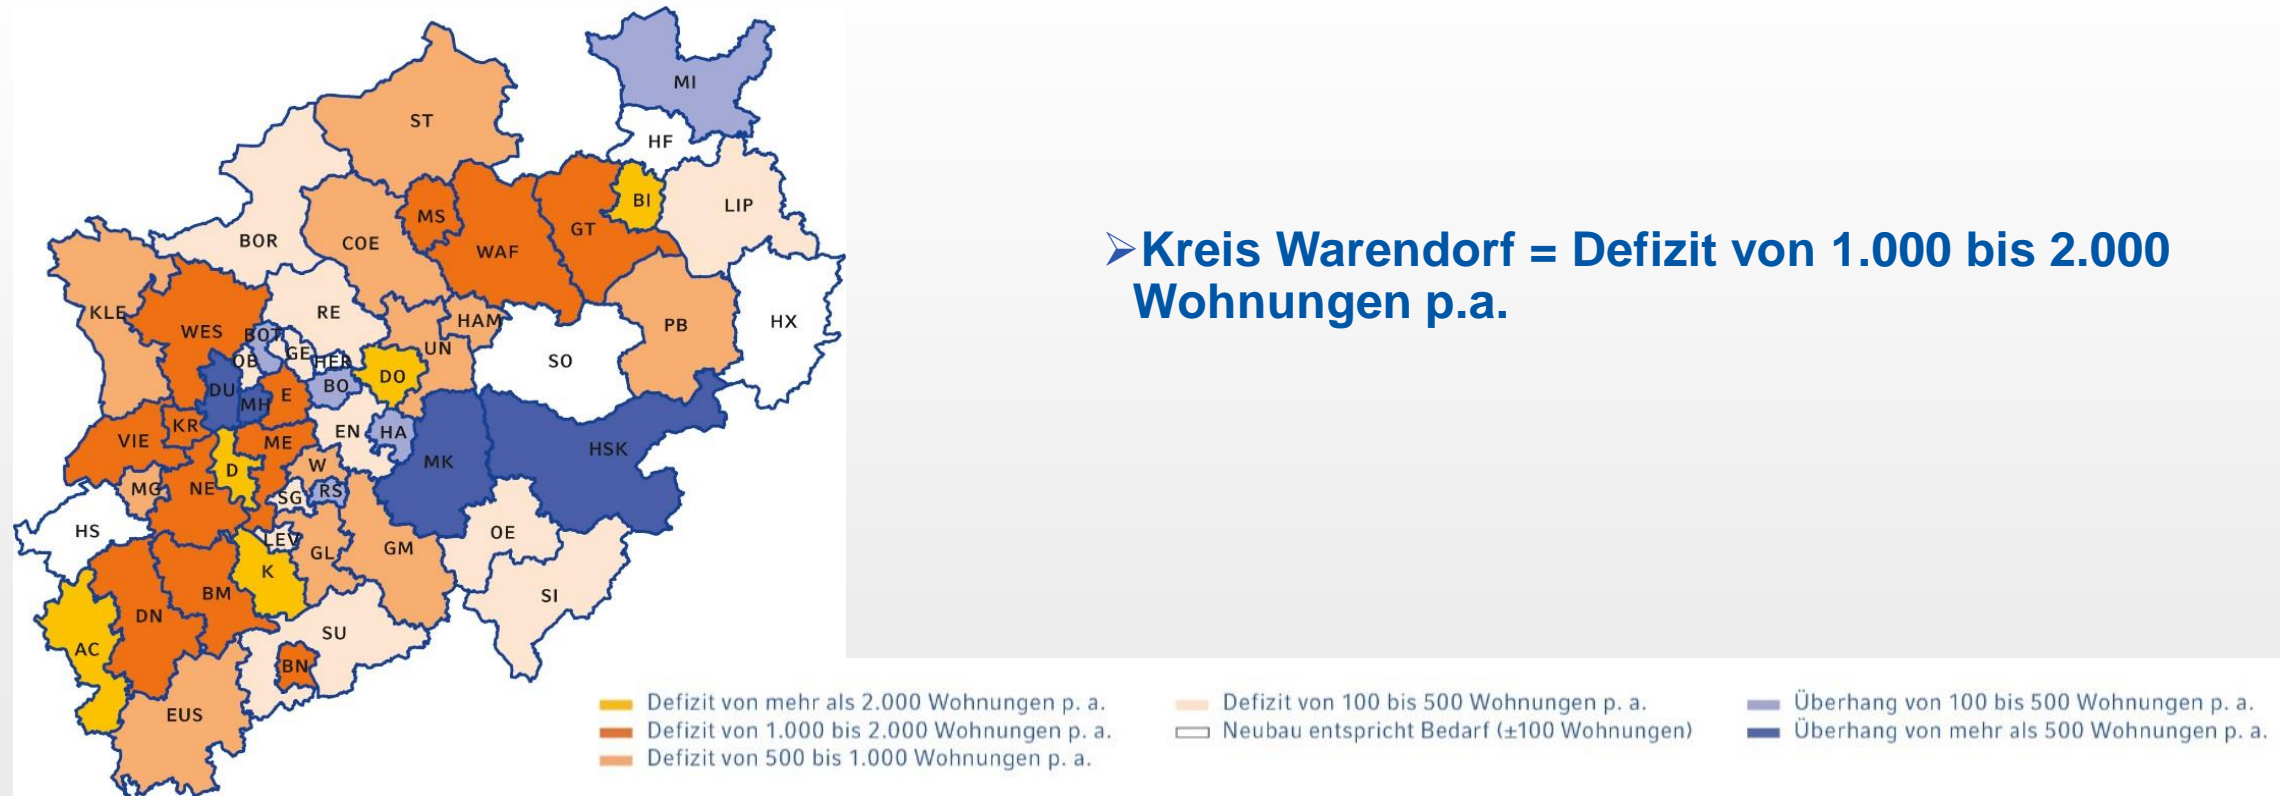 MI
ST
HF
BI
LIP
MS
GT
BOR
COE
WAF
KLE
RE
HAM
WES
PB
HX
BOT
GE
UN
OB
HER
SO
DU
BO
DO
MH
E
KR
EN
HA
VIE
ME
HSK
MK
W
D
MG
NE
SG
RS
HS
OE
LEV
GL
GM
K
BM
SI
DN
SU
AC
BN
EUS
➢Kreis Warendorf = Defizit von 1.000 bis 2.000
Wohnungen p.a.
Defizit von mehr als 2.000 Wohnungen p. a.
Defizit von 1.000 bis 2.000 Wohnungen p. a.
Defizit von 500 bis 1.000 Wohnungen p. a.
Defizit von 100 bis 500 Wohnungen p. a.
Neubau entspricht Bedarf (±100 Wohnungen)
Überhang von 100 bis 500 Wohnungen p. a.
Überhang von mehr als 500 Wohnungen p. a.